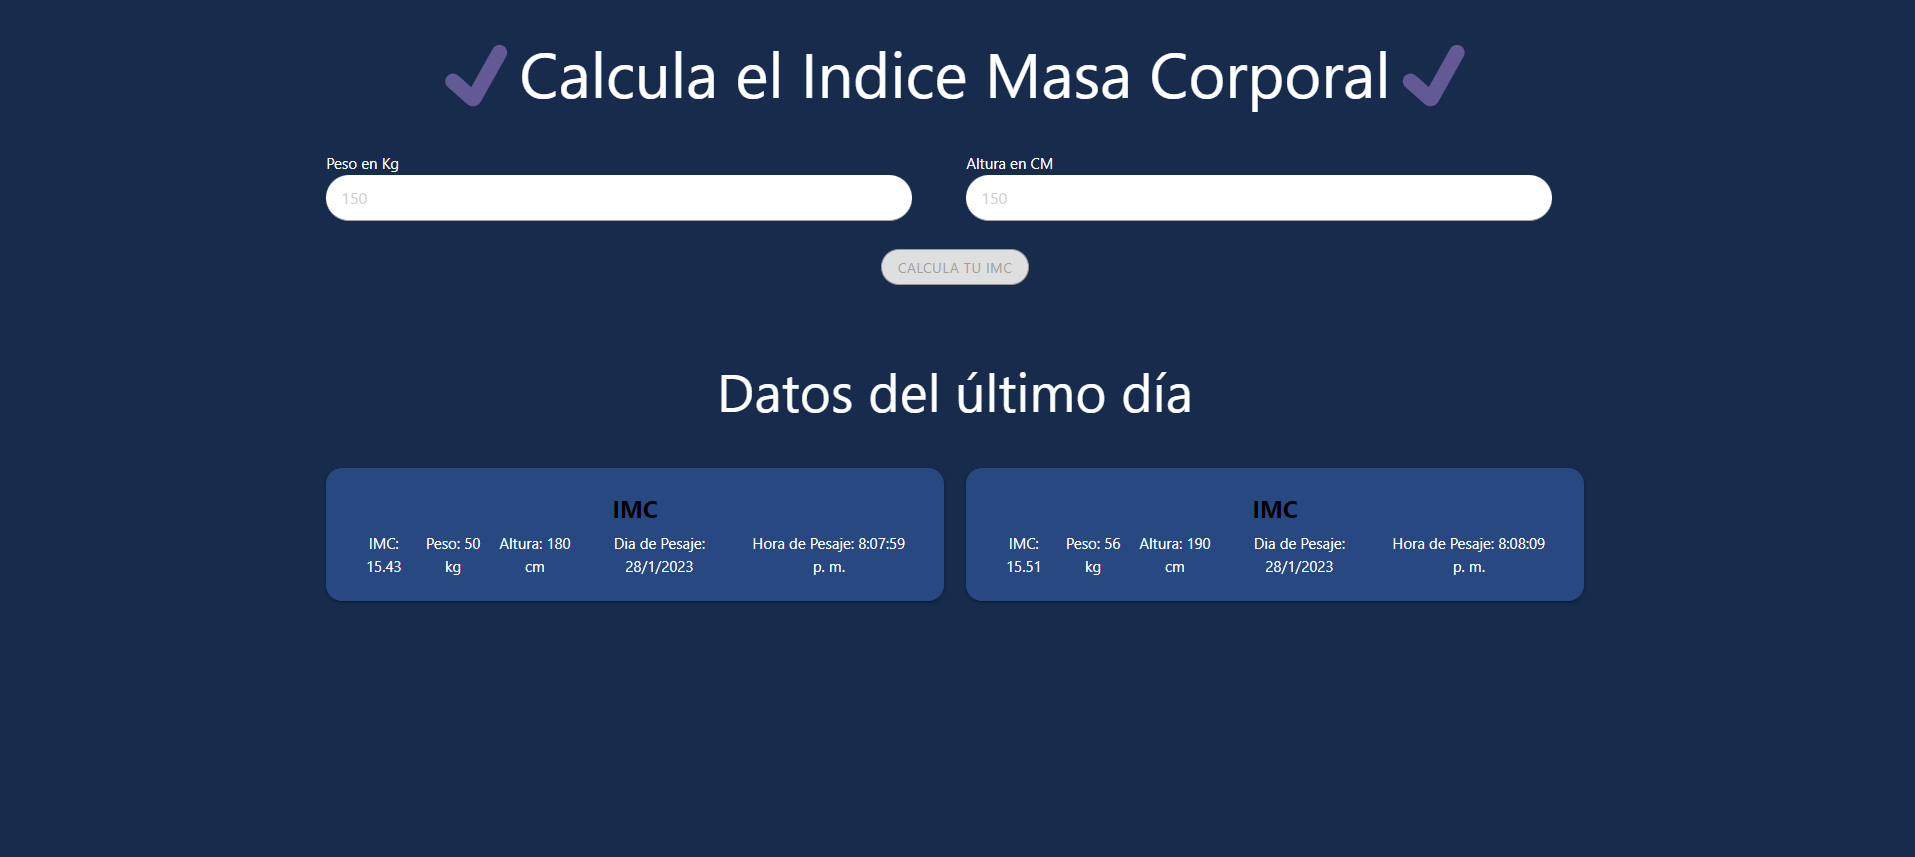 ✔ Calcula el Indice Masa Corporal ✔
Peso en Kg
150
Altura en CM
150
CALCULA TU IMC
Datos del último día
IMC
IMC:
15.43
Peso: 50
kg
Altura: 180
cm
Dia de Pesaje:
28/1/2023
Hora de Pesaje: 8:07:59
p. m.
IMC
IMC:
15.51
Peso: 56
kg
Altura: 190
cm
Dia de Pesaje:
28/1/2023
Hora de Pesaje: 8:08:09
p. m.